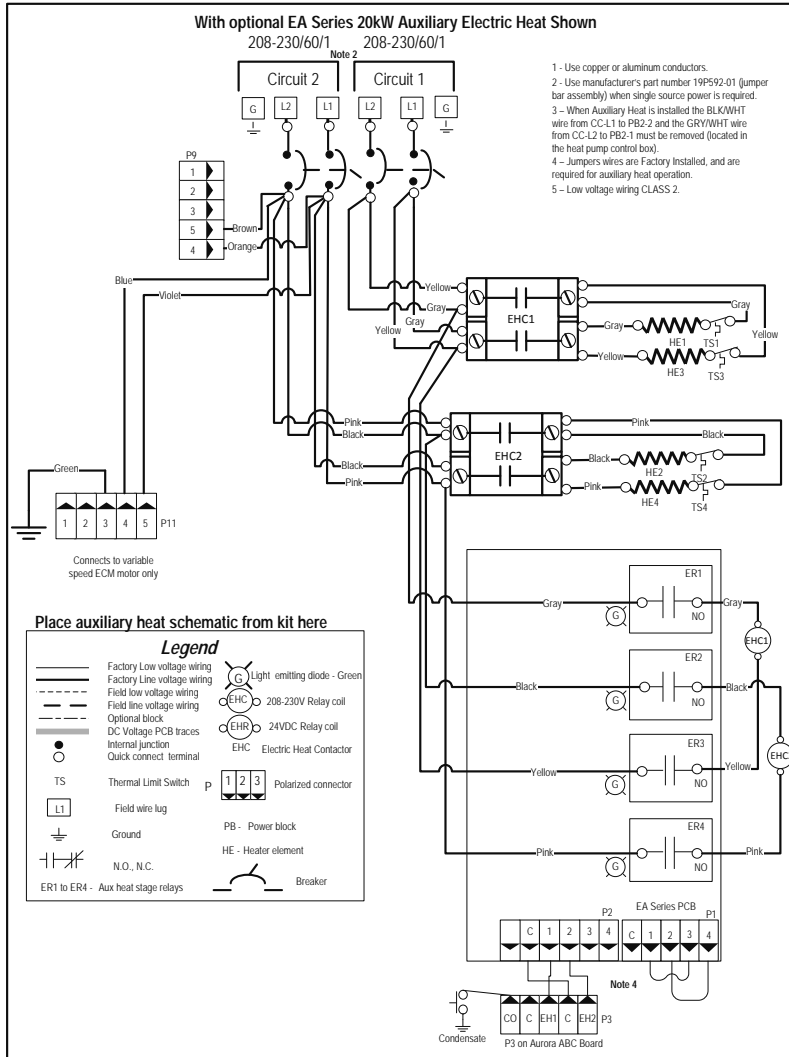 With optional EA Series 20kW Auxiliary Electric Heat Shown
208-230/60/1
Note 2
208-230/60/1
Circuit 2
Circuit 1
G
L2
L1
L2
L1
G
1 - Use copper or aluminum conductors.
2 - Use manufacturer's part number 19P592-01 (jumper
bar assembly) when single source power is required.
3 – When Auxiliary Heat is installed the BLK/WHT
wire from CC-L1 to PB2-2 and the GRY/WHT wire
from CC-L2 to PB2-1 must be removed (located in
the heat pump control box).
4 – Jumpers wires are Factory Installed, and are
required for auxiliary heat operation.
5 – Low voltage wiring CLASS 2.
P9
1
2
3
5
4
Brown
Orange
Blue
Violet
Yellow
Gray
Gray
Yellow
EHC1
Gray
Gray
HE1
TS1
Yellow
Yellow
HE3
TS3
Pink
Black
Black
Pink
EHC2
Pink
Black
Black
HE2
TS2
Pink
HE4
TS4
Green
1 2 3 4 5
P11
Connects to variable
speed ECM motor only
ER1
Gray
G
NO
Gray
EHC1
ER2
Black
G
NO
Black
EHC
ER3
Yellow
G
NO
Yellow
ER4
Pink
G
NO
Pink
Place auxiliary heat schematic from kit here
Legend
Factory Low voltage wiring
Factory Line voltage wiring
Field low voltage wiring
Field line voltage wiring
Optional block
DC Voltage PCB traces
Internal junction
Quick connect terminal
TS Thermal Limit Switch
L1 Field wire lug
Ground
N.O., N.C.
ER1 to ER4 - Aux heat stage relays
G Light emitting diode - Green
EHC 208-230V Relay coil
EHR 24VDC Relay coil
EHC Electric Heat Contactor
P 1 2 3 Polarized connector
PB - Power block
HE - Heater element
Breaker
P2
C 1 2 3 4
EA Series PCB
P1
C 1 2 3 4
Note 4
CO C EH1 C EH2
P3
Condensate
P3 on Aurora ABC Board